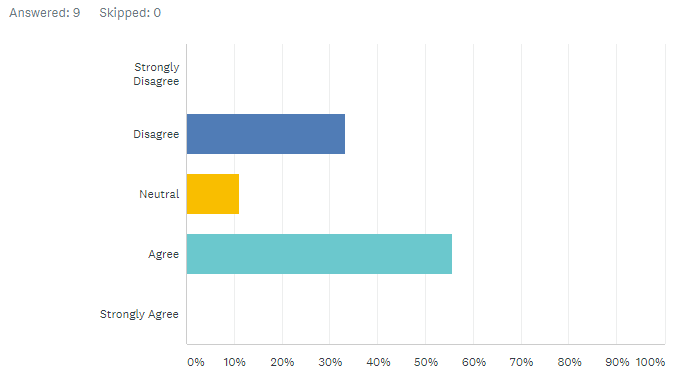 Answered: 9 Skipped: 0
Strongly
Disagree
Disagree
Neutral
Agree
Strongly Agree
0% 10% 20% 30% 40% 50% 60% 70% 80% 90% 100%